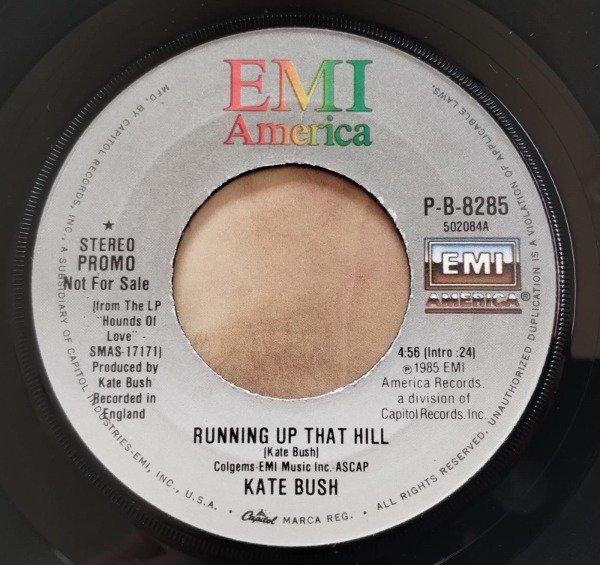 EMI
America
P-B-8285
502084A
EMI
AMERICA®
★
STEREO
PROMO
Not For Sale
(from The LP
"Hounds Of
Love" -
SMAS-17171)
Produced by
Kate Bush
Recorded in
England
4:56 (Intro :24)
℗1985 EMI
America Records.
a division of
Capitol Records. Inc.
RUNNING UP THAT HILL
(Kate Bush)
Colgems-EMI Music Inc.-ASCAP
KATE BUSH
MFD. BY CAPITOL RECORDS, INC., A SUBSIDIARY OF CAPITOL INDUSTRIES-EMI, INC., U.S.A. • Capitol MARCA REG. • ALL RIGHTS RESERVED. UNAUTHORIZED DUPLICATION IS A VIOLATION OF APPLICABLE LAWS.